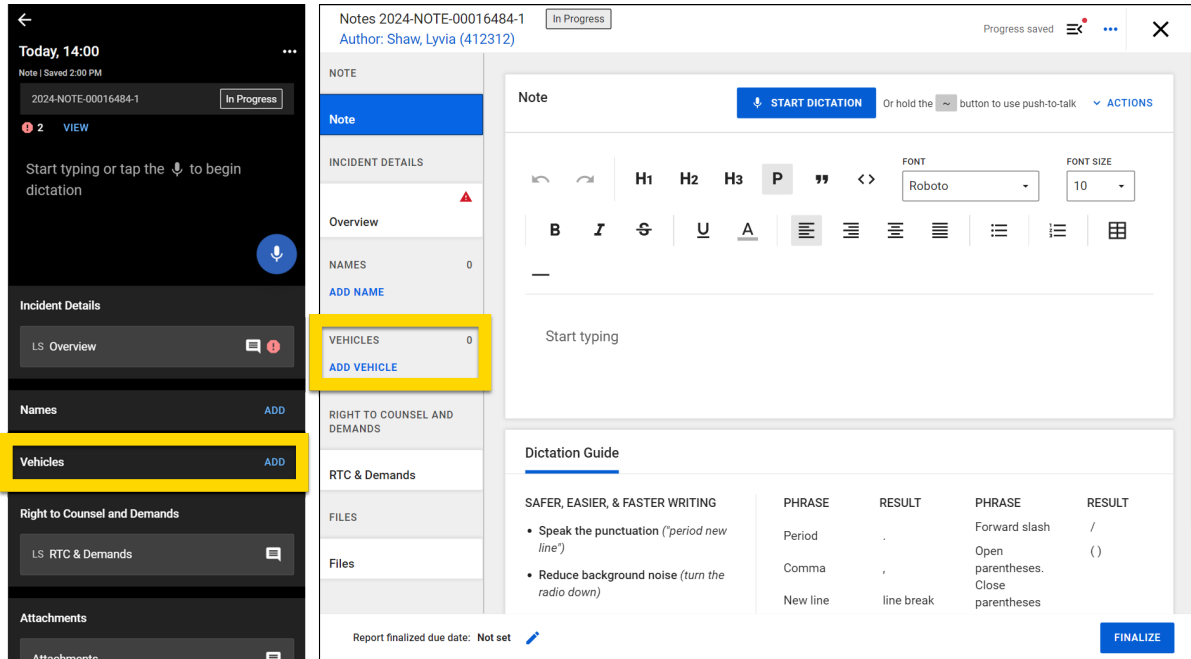 Today, 14:00
Note | Saved 2:00 PM
2024-NOTE-00016484-1
In Progress
2
VIEW
Start typing or tap the to begin
dictation
Incident Details
LS Overview
Names
ADD
Vehicles
ADD
Right to Counsel and Demands
LS RTC & Demands
Attachments
Attachments
Notes 2024-NOTE-00016484-1
In Progress
Author: Shaw, Lyvia (412312)
Progress saved
NOTE
Note
INCIDENT DETAILS
Overview
NAMES 0
ADD NAME
VEHICLES 0
ADD VEHICLE
RIGHT TO COUNSEL AND
DEMANDS
RTC & Demands
FILES
Files
Note
START DICTATION
Or hold the ~ button to use push-to-talk
ACTIONS
H1 H2 H3 P
FONT
Roboto
FONT SIZE
10
B I S U A
Start typing
Dictation Guide
SAFER, EASIER, & FASTER WRITING
• Speak the punctuation ("period new
line")
• Reduce background noise (turn the
radio down)
PHRASE RESULT PHRASE RESULT
Period .
Comma ,
New line line break
Forward slash /
Open ( )
parentheses.
Close
parentheses
Report finalized due date: Not set
FINALIZE